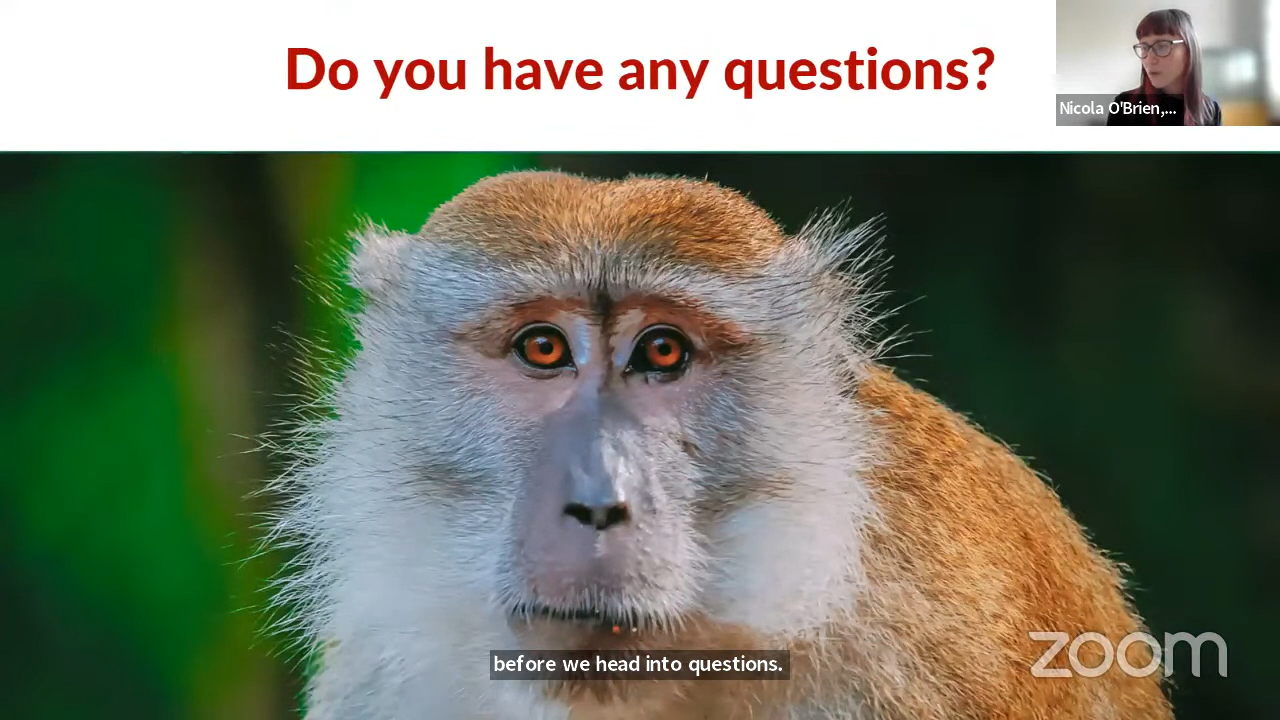 Do you have any questions?
Nicola O'Brien,...
before we head into questions.
zoom